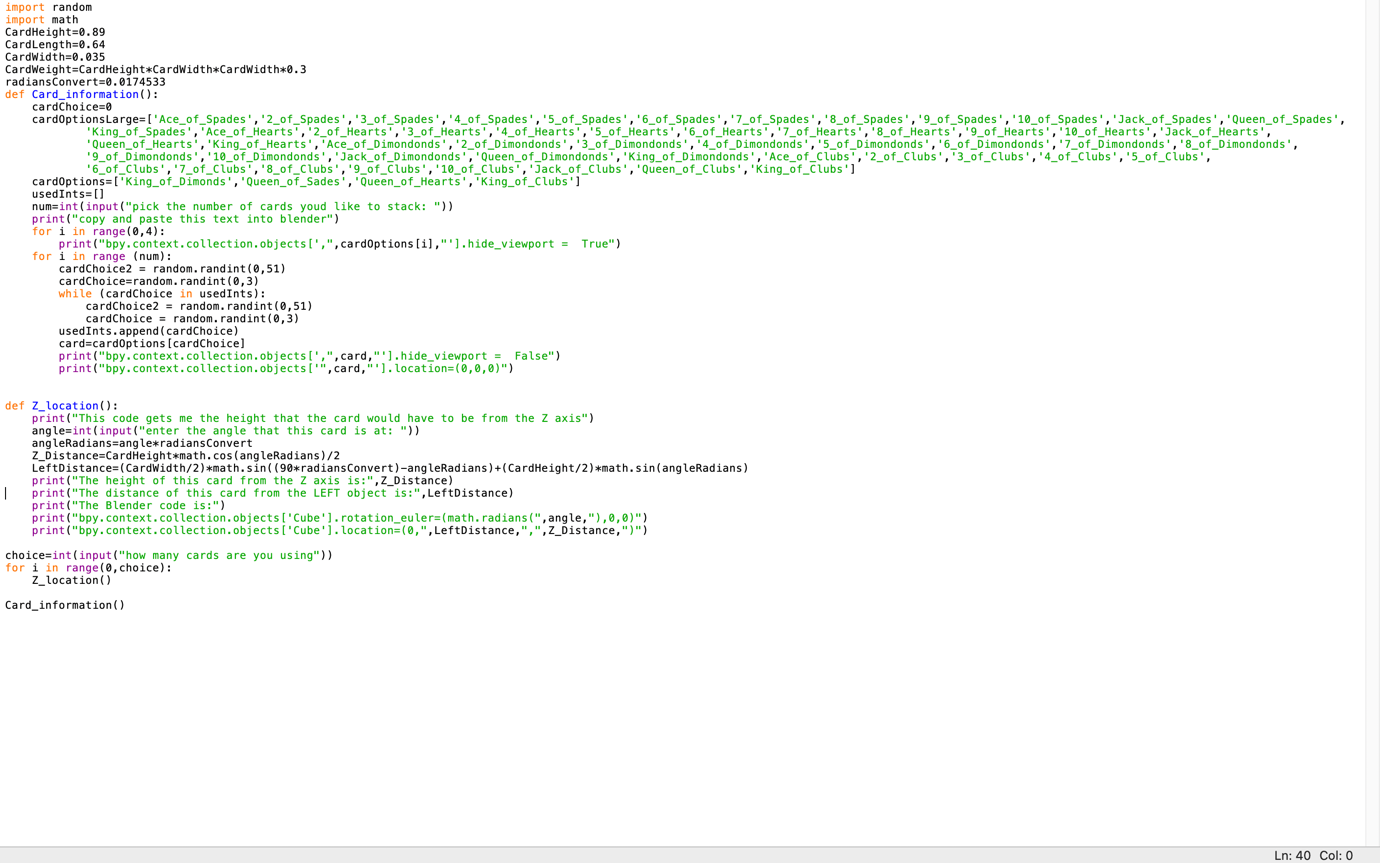 import random
import math
CardHeight=0.89
CardLength=0.64
CardWidth=0.035
CardWeight=CardHeight*CardWidth*CardWidth*0.3
radiansConvert=0.0174533
def Card_information():
    cardChoice=0
    cardOptionsLarge=['Ace_of_Spades','2_of_Spades','3_of_Spades','4_of_Spades','5_of_Spades','6_of_Spades','7_of_Spades','8_of_Spades','9_of_Spades','10_of_Spades','Jack_of_Spades','Queen_of_Spades',
            'King_of_Spades','Ace_of_Hearts','2_of_Hearts','3_of_Hearts','4_of_Hearts','5_of_Hearts','6_of_Hearts','7_of_Hearts','8_of_Hearts','9_of_Hearts','10_of_Hearts','Jack_of_Hearts',
            'Queen_of_Hearts','King_of_Hearts','Ace_of_Dimondonds','2_of_Dimondonds','3_of_Dimondonds','4_of_Dimondonds','5_of_Dimondonds','6_of_Dimondonds','7_of_Dimondonds','8_of_Dimondonds',
            '9_of_Dimondonds','10_of_Dimondonds','Jack_of_Dimondonds','Queen_of_Dimondonds','King_of_Dimondonds','Ace_of_Clubs','2_of_Clubs','3_of_Clubs','4_of_Clubs','5_of_Clubs',
            '6_of_Clubs','7_of_Clubs','8_of_Clubs','9_of_Clubs','10_of_Clubs','Jack_of_Clubs','Queen_of_Clubs','King_of_Clubs']
    cardOptions=['King_of_Dimonds','Queen_of_Sades','Queen_of_Hearts','King_of_Clubs']
    usedInts=[]
    num=int(input("pick the number of cards youd like to stack: "))
    print("copy and paste this text into blender")
    for i in range(0,4):
        print("bpy.context.collection.objects[',",cardOptions[i],"'].hide_viewport =  True")
    for i in range (num):
        cardChoice2 = random.randint(0,51)
        cardChoice=random.randint(0,3)
        while (cardChoice in usedInts):
            cardChoice2 = random.randint(0,51)
            cardChoice = random.randint(0,3)
        usedInts.append(cardChoice)
        card=cardOptions[cardChoice]
        print("bpy.context.collection.objects[',",card,"'].hide_viewport =  False")
        print("bpy.context.collection.objects['",card,"'].location=(0,0,0)")
def Z_location():
    print("This code gets me the height that the card would have to be from the Z axis")
    angle=int(input("enter the angle that this card is at: "))
    angleRadians=angle*radiansConvert
    Z_Distance=CardHeight*math.cos(angleRadians)/2
    LeftDistance=(CardWidth/2)*math.sin((90*radiansConvert)-angleRadians)+(CardHeight/2)*math.sin(angleRadians)
    print("The height of this card from the Z axis is:",Z_Distance)
    print("The distance of this card from the LEFT object is:",LeftDistance)
    print("The Blender code is:")
    print("bpy.context.collection.objects['Cube'].rotation_euler=(math.radians(",angle,"),0,0)")
    print("bpy.context.collection.objects['Cube'].location=(0,",LeftDistance,",",Z_Distance,")")
choice=int(input("how many cards are you using"))
for i in range(0,choice):
    Z_location()
Card_information()
Ln: 40 Col: 0